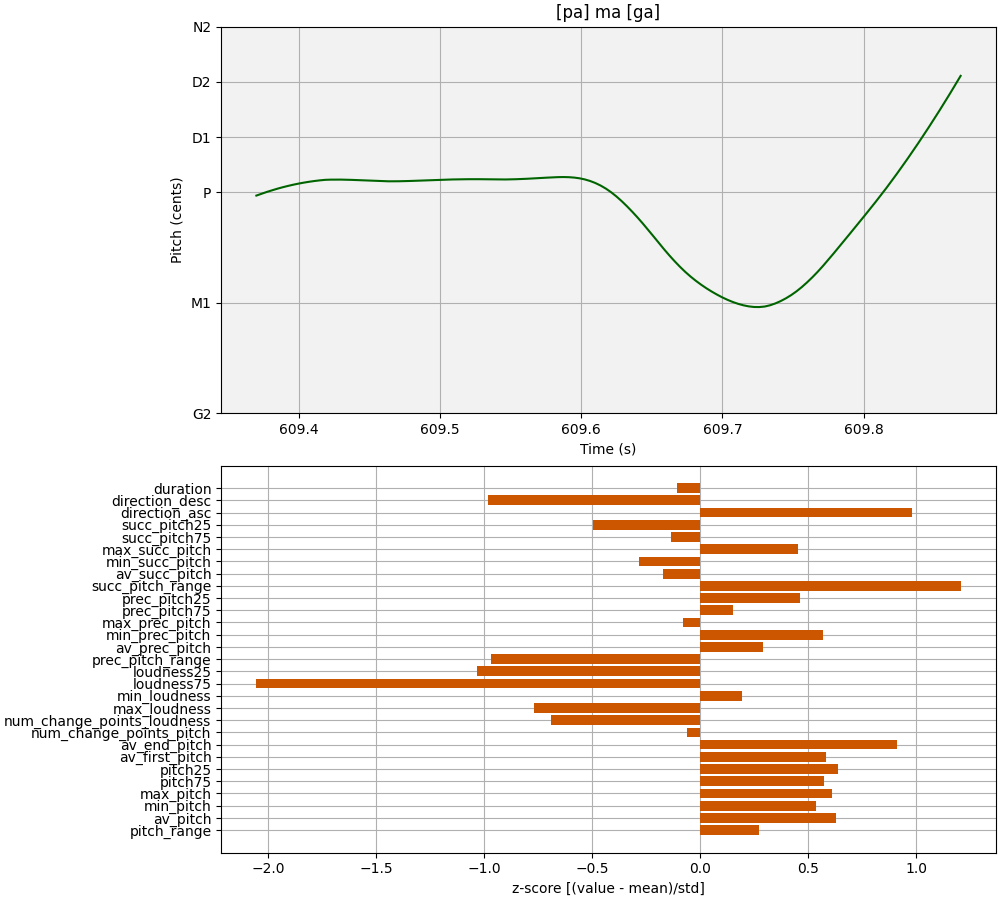 [pa] ma [ga]
N2
D2
D1
P
M1
G2
Pitch (cents)
609.4 609.5 609.6 609.7 609.8
Time (s)
duration
direction_desc
direction_asc
succ_pitch25
succ_pitch75
max_succ_pitch
min_succ_pitch
av_succ_pitch
succ_pitch_range
prec_pitch25
prec_pitch75
max_prec_pitch
min_prec_pitch
av_prec_pitch
prec_pitch_range
loudness25
loudness75
min_loudness
max_loudness
num_change_points_loudness
num_change_points_pitch
av_end_pitch
av_first_pitch
pitch25
pitch75
max_pitch
min_pitch
av_pitch
pitch_range
−2.0 −1.5 −1.0 −0.5 0.0 0.5 1.0
z-score [(value - mean)/std]